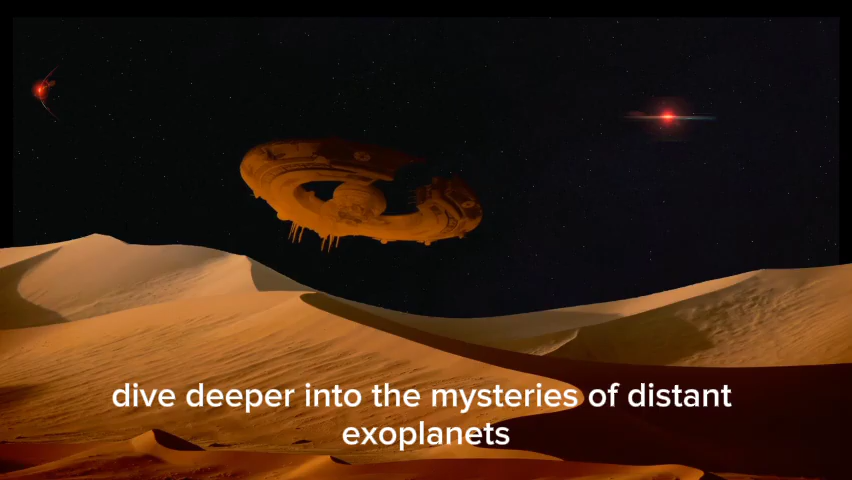 dive deeper into the mysteries of distant
exoplanets